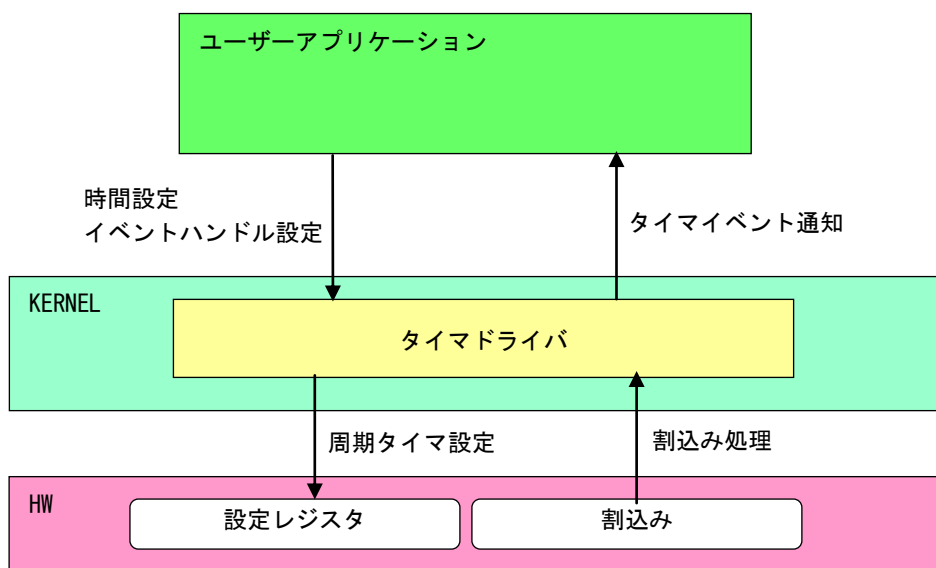 ユーザーアプリケーション
時間設定
イベントハンドル設定
タイマイベント通知
KERNEL
タイマドライバ
周期タイマ設定
割込み処理
HW
設定レジスタ
割込み